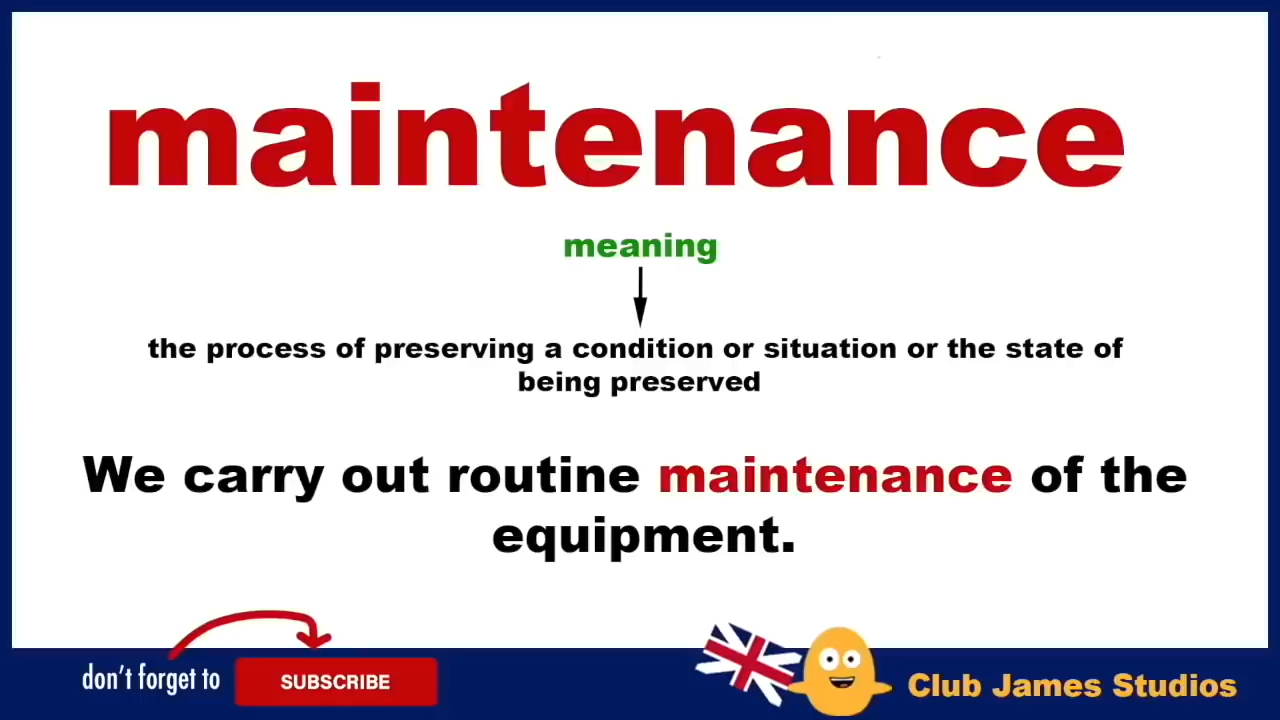 maintenance
meaning
the process of preserving a condition or situation or the state of
being preserved
We carry out routine maintenance of the
equipment.
don't forget to
SUBSCRIBE
Club James Studios